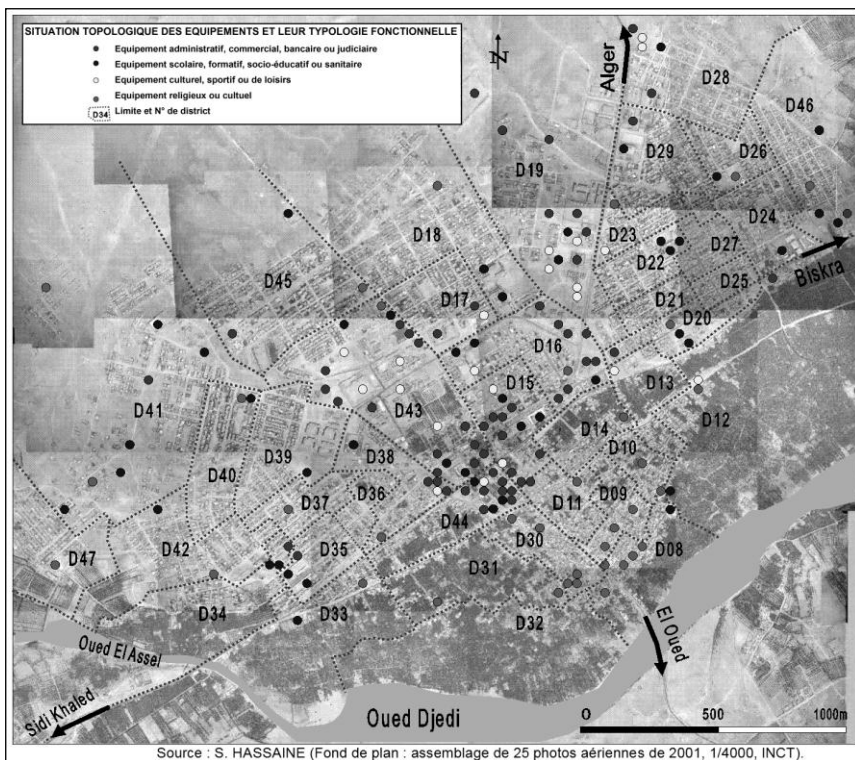 SITUATION TOPOLOGIQUE DES EQUIPEMENTS ET LEUR TYPOLOGIE FONCTIONNELLE
Equipement administratif, commercial, bancaire ou judiciaire
Equipement scolaire, formatif, socio-éducatif ou sanitaire
Equipement culturel, sportif ou de loisirs
Equipement religieux ou cultuel
D34 Limite et N° de district
N
Alger
D28
D46
D29
D26
D19
D24
D18
D23
D27
D22
Biskra
D45
D25
D17
D21
D20
D16
D15
D13
D41
D43
D12
D14
D10
D38
D39
D40
D36
D11
D09
D37
D44
D42
D30
D08
D35
D47
D31
D34
D33
D32
El Oued
Oued El Assel
Sidi Khaled
Oued Djedi
0 500 1000m
Source : S. HASSAINE (Fond de plan : assemblage de 25 photos aériennes de 2001, 1/4000, INCT).